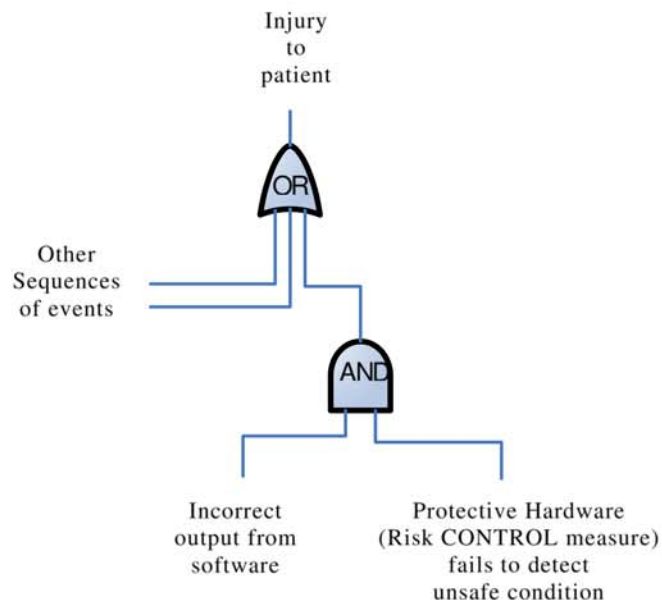 Injury
to
patient
OR
Other
Sequences
of events
AND
Incorrect
output from
software
Protective Hardware
(Risk CONTROL measure)
fails to detect
unsafe condition